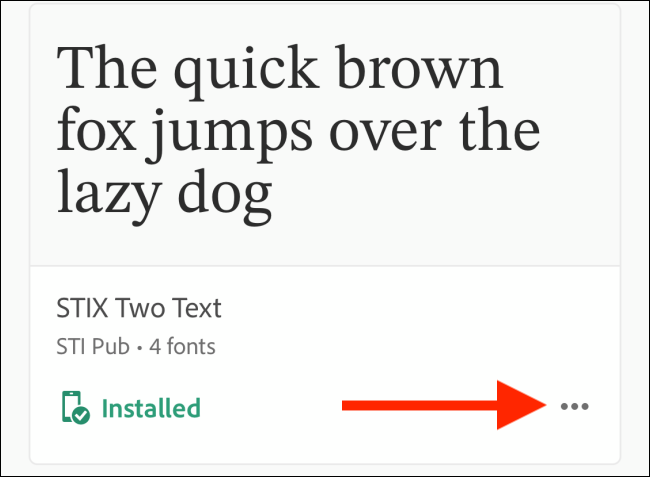 The quick brown
fox jumps over the
lazy dog
STIX Two Text
STI Pub • 4 fonts
Installed